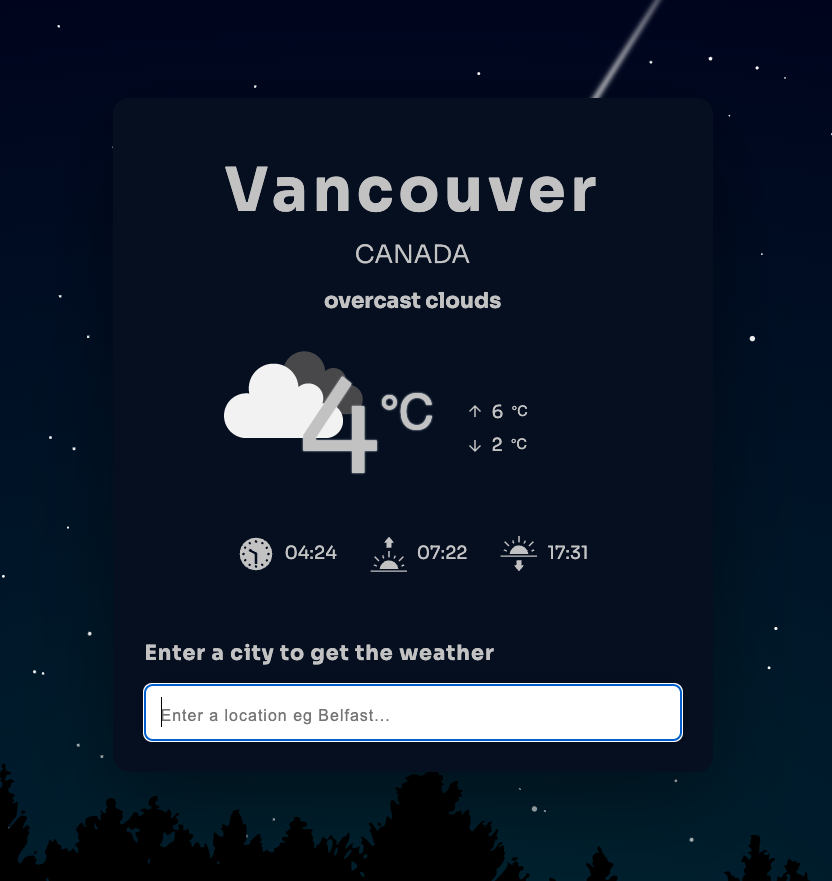 Vancouver
CANADA
overcast clouds
4 °C
↑ 6 °C
↓ 2 °C
04:24 07:22 17:31
Enter a city to get the weather
Enter a location eg Belfast...